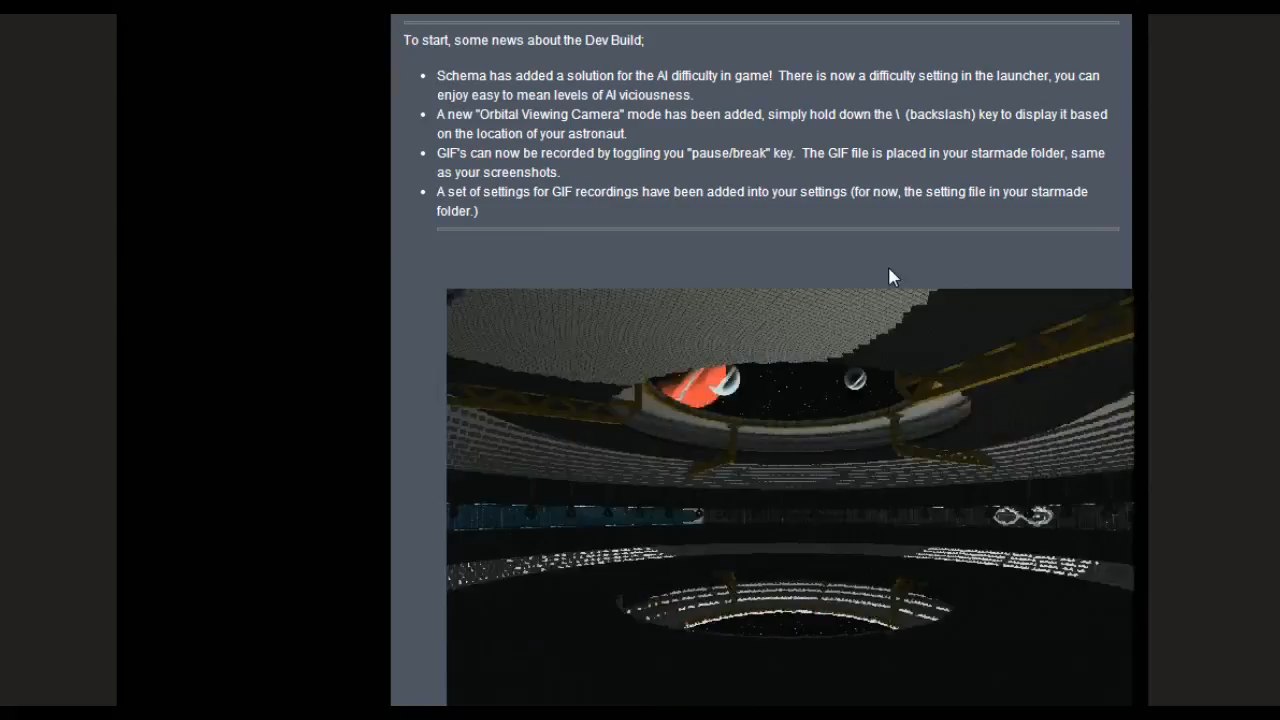 To start, some news about the Dev Build;
• Schema has added a solution for the AI difficulty in game!  There is now a difficulty setting in the launcher, you can
enjoy easy to mean levels of AI viciousness.
• A new "Orbital Viewing Camera" mode has been added, simply hold down the \  (backslash) key to display it based
on the location of your astronaut.
• GIF's can now be recorded by toggling you "pause/break" key.  The GIF file is placed in your starmade folder, same
as your screenshots.
• A set of settings for GIF recordings have been added into your settings (for now, the setting file in your starmade
folder.)